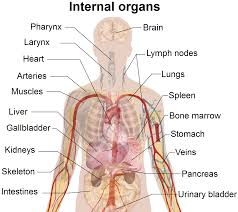 Internal organs
Pharynx
Brain
Larynx
Lymph nodes
Heart
Lungs
Arteries
Muscles
Spleen
Liver
Bone marrow
Gallbladder
Stomach
Kidneys
Veins
Skeleton
Pancreas
Intestines
Urinary bladder